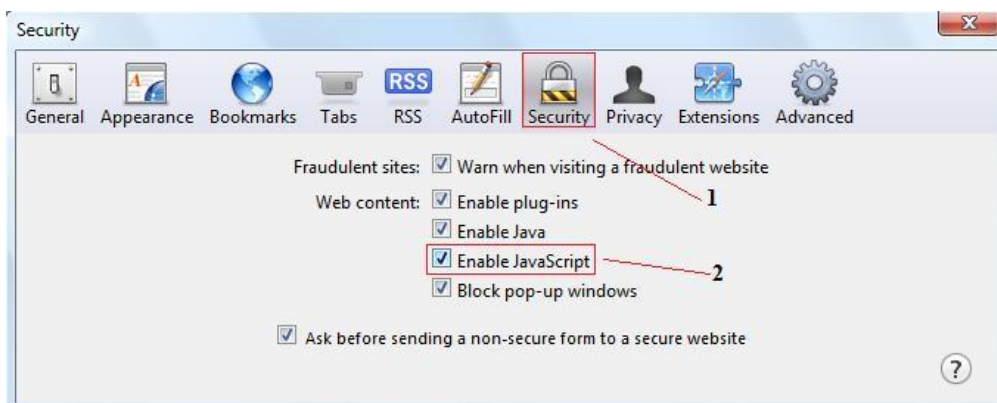 Security
X
RSS
General Appearance Bookmarks Tabs RSS AutoFill Security Privacy Extensions Advanced
Fraudulent sites: Warn when visiting a fraudulent website
Web content: Enable plug-ins
1
Enable Java
Enable JavaScript
2
Block pop-up windows
Ask before sending a non-secure form to a secure website
?